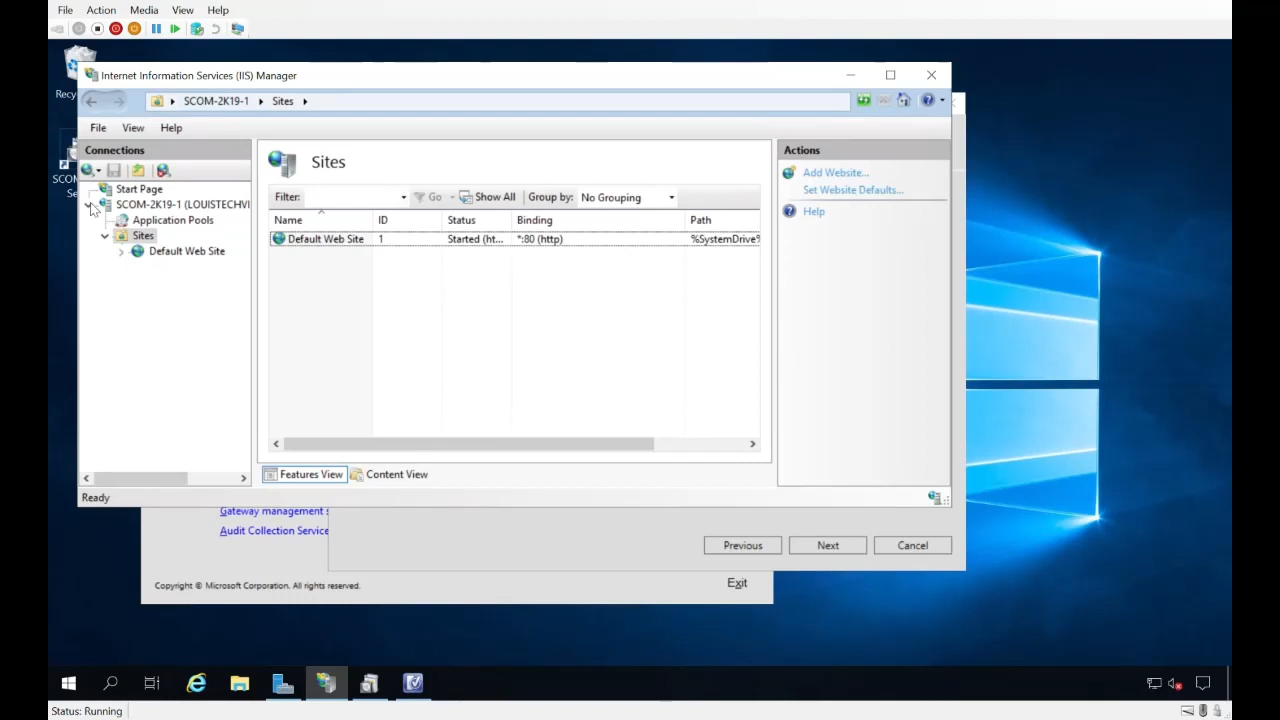 File Action Media View Help
Recy
Internet Information Services (IIS) Manager
SCOM-2K19-1 Sites
File View Help
SCOM
Se
Connections
Start Page
SCOM-2K19-1 (LOUISTECHVI
Application Pools
Sites
Default Web Site
Sites
Filter: Go Show All Group by: No Grouping
Name ID Status Binding Path
Default Web Site 1 Started (ht... *:80 (http) %SystemDrive%
Features View Content View
Actions
Add Website...
Set Website Defaults...
Help
Ready
Gateway management s
Audit Collection Service
Previous Next Cancel
Copyright © Microsoft Corporation. All rights reserved.
Exit
Status: Running